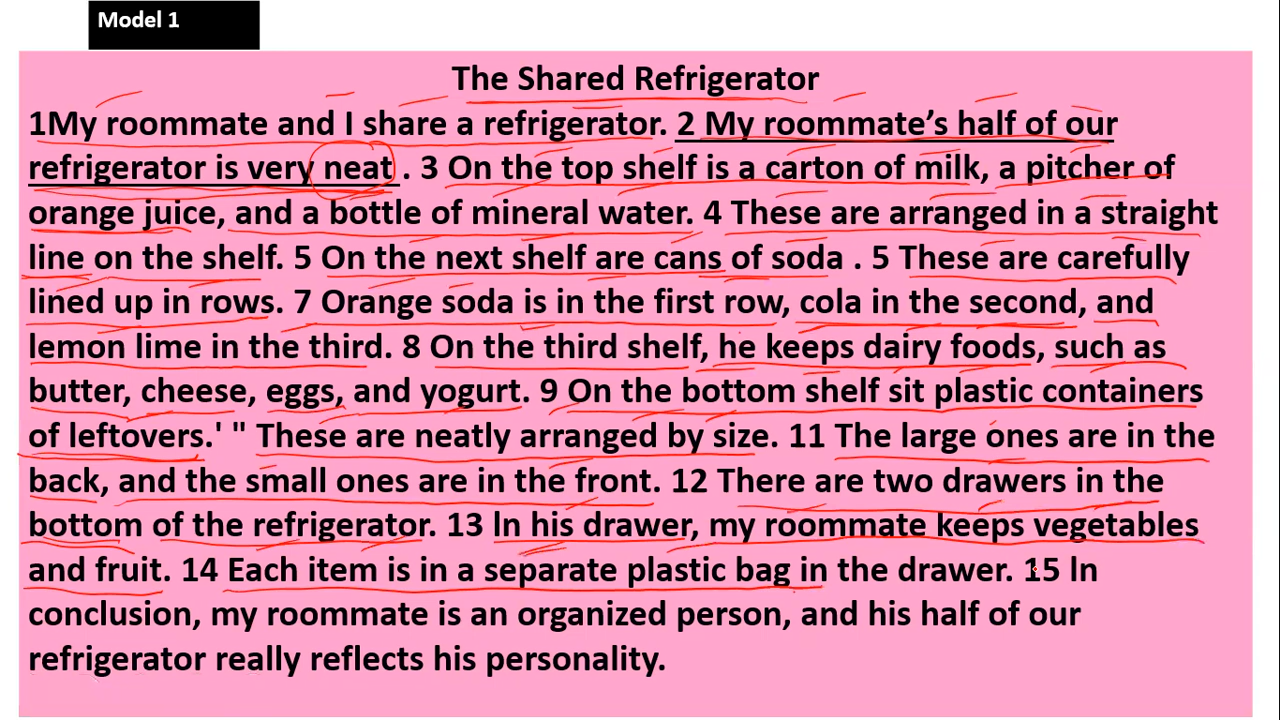 Model 1
The Shared Refrigerator
1My roommate and I share a refrigerator. 2 My roommate’s half of our
refrigerator is very neat . 3 On the top shelf is a carton of milk, a pitcher of
orange juice, and a bottle of mineral water. 4 These are arranged in a straight
line on the shelf. 5 On the next shelf are cans of soda . 5 These are carefully
lined up in rows. 7 Orange soda is in the first row, cola in the second, and
lemon lime in the third. 8 On the third shelf, he keeps dairy foods, such as
butter, cheese, eggs, and yogurt. 9 On the bottom shelf sit plastic containers
of leftovers.' " These are neatly arranged by size. 11 The large ones are in the
back, and the small ones are in the front. 12 There are two drawers in the
bottom of the refrigerator. 13 ln his drawer, my roommate keeps vegetables
and fruit. 14 Each item is in a separate plastic bag in the drawer. 15 ln
conclusion, my roommate is an organized person, and his half of our
refrigerator really reflects his personality.